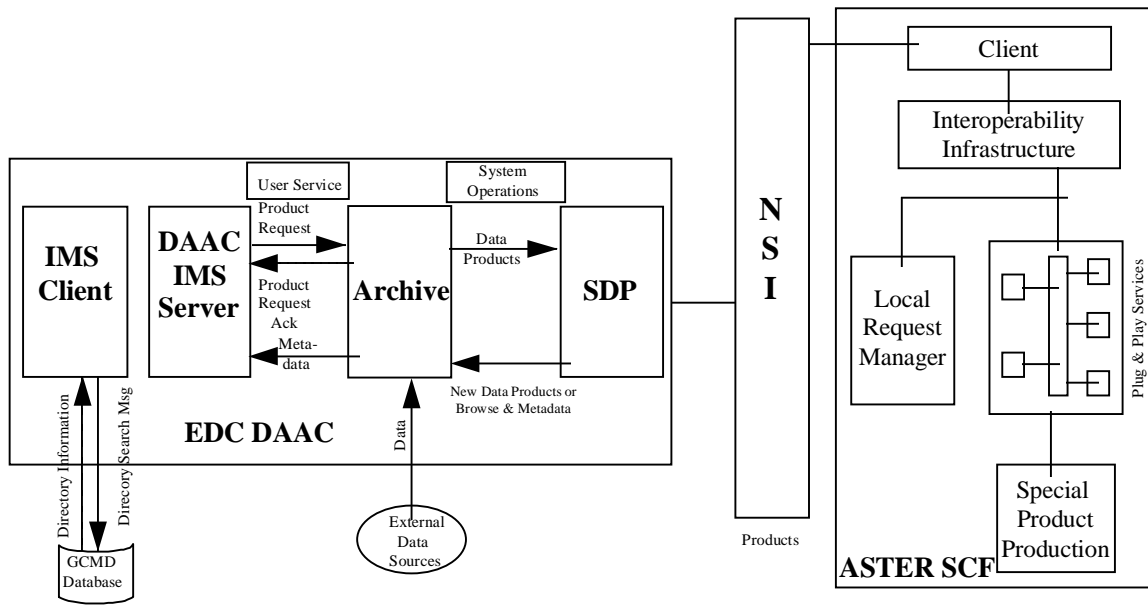 Client
Interoperability
Infrastructure
User Service
System
Operations
IMS
Client
DAAC
IMS
Server
Product
Request
Product
Request
Ack
Meta-
data
Archive
Data
Products
New Data Products or
Browse & Metadata
SDP
EDC DAAC
Directory Information
Direcory Search Msg
GCMD
Database
Data
External
Data
Sources
N
S
I
Products
Local
Request
Manager
Plug & Play Services
Special
Product
Production
ASTER SCF